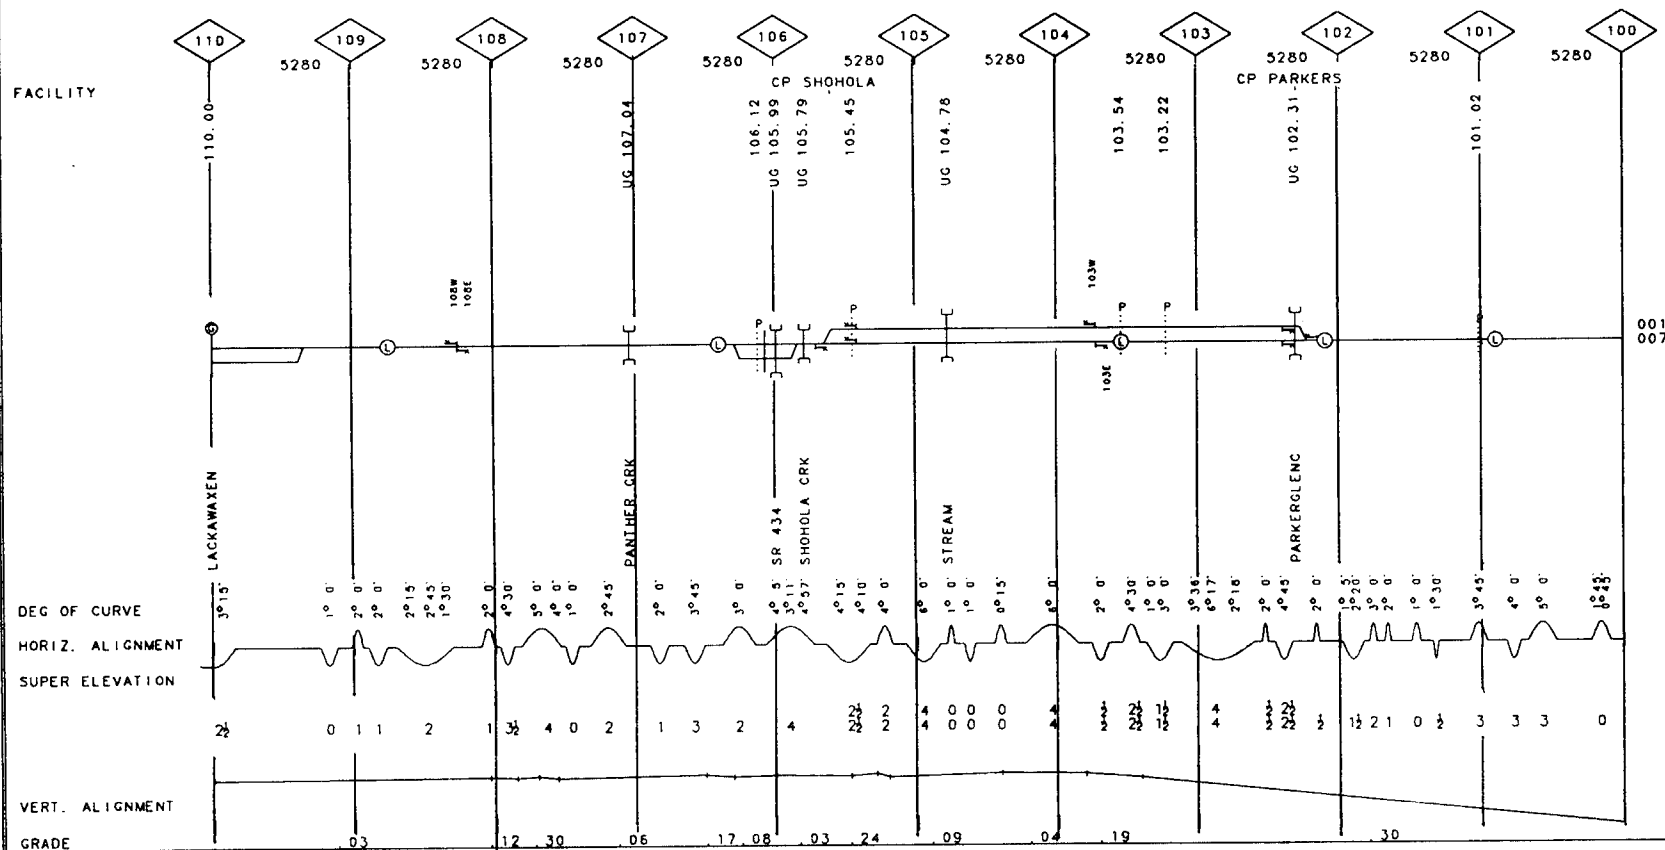 110 109 108 107 106 105 104 103 102 101 100
5280 5280 5280 5280 5280 5280 5280 5280 5280 5280
CP SHOHOLA CP PARKERS
FACILITY
110.00 UG 107.04 106.12 UG 105.99 UG 105.79 105.45 UG 104.78 103.54 103.22 UG 102.31 101.02
108W
108E
103W
P P P P
L L L L L
103E
001
007
LACKAWAXEN PANTHER CRK SR 434 SHOHOLA CRK STREAM PARKERGLENC
DEG OF CURVE 3°15' 1°0' 2°0' 2°0' 2°15' 2°45' 1°30' 2°0' 4°30' 3°0' 4°0' 1°0' 2°45' 2°0' 3°45' 3°0' 4°5' 3°11' 4°57' 4°15' 4°10' 4°0' 6°0' 1°0' 1°0' 0°15' 6°0' 2°0' 4°30' 1°0' 3°0' 3°36' 6°17' 2°18' 2°0' 4°45' 2°0' 1°5' 2°20' 3°0' 2°0' 1°0' 1°30' 3°45' 4°0' 5°0' 1°45' 0°45'
HORIZ. ALIGNMENT
SUPER ELEVATION
2½ 2 4 0 0 0 4 ½ 2½ 1½ 4 ½ 2½
2½ 0 1 1 2 1 3½ 4 0 2 1 3 2 4 2½ 2 4 0 0 0 4 ½ 2½ 1½ 4 ½ 2½ ½ 1½ 2 1 0 ½ 3 3 3 0
VERT. ALIGNMENT
GRADE .03 .12 .30 .06 .17 .08 .03 .24 .09 .04 .19 .30